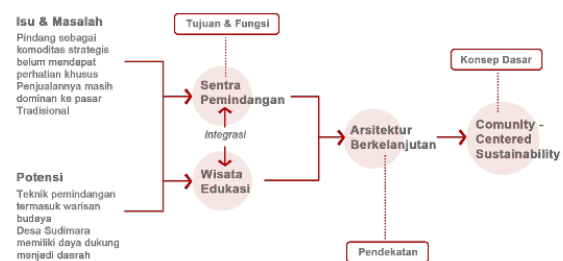 Isu & Masalah
Pindang sebagai
komoditas strategis
belum mendapat
perhatian khusus
Penjualannya masih
dominan ke pasar
Tradisional
Potensi
Teknik pemindangan
termasuk warisan
budaya
Desa Sudimara
memiliki daya dukung
menjadi daerah
Tujuan & Fungsi
Sentra
Pemindangan
integrasi
Wisata
Edukasi
Arsitektur
Berkelanjutan
Pendekatan
Konsep Dasar
Comunity -
Centered
Sustainability